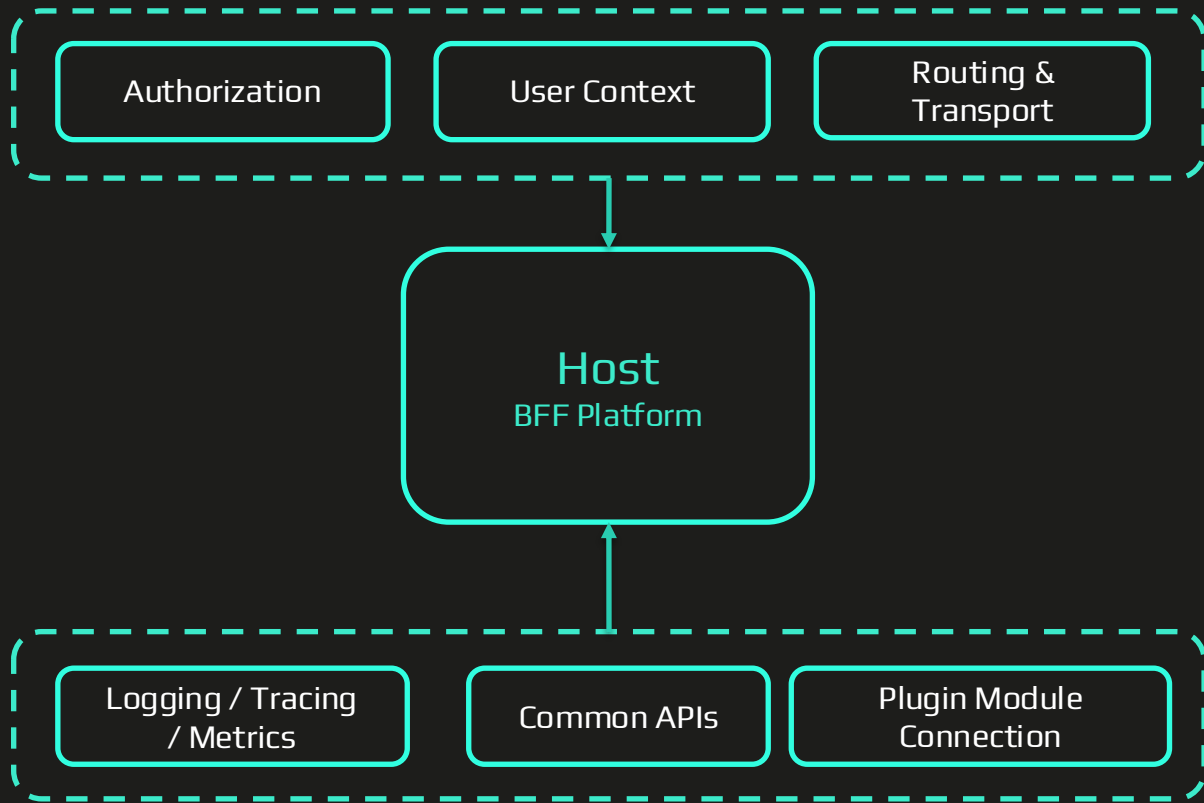 Authorization
User Context
Routing &
Transport
Host
BFF Platform
Logging / Tracing
/ Metrics
Common APIs
Plugin Module
Connection